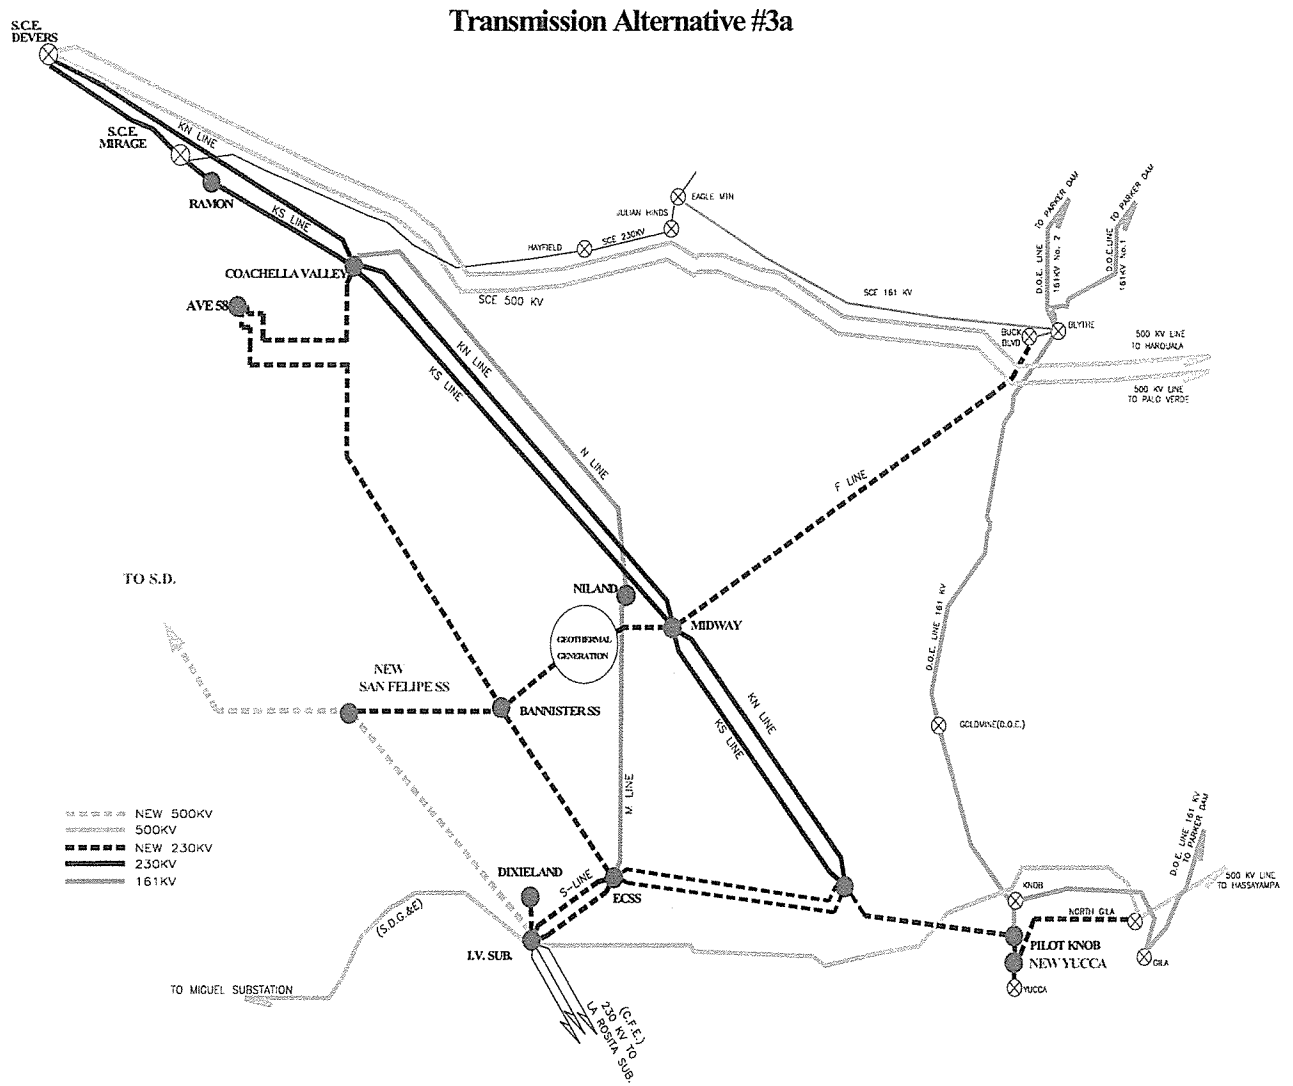 Transmission Alternative #3a
S.C.E.
DEVERS
S.C.E.
MIRAGE
KN LINE
RAMON
KS LINE
COACHELLA VALLEY
AVE 58
EAGLE MTN
JULIAN HINDS
SCE 230KV
HAYFIELD
SCE 500 KV
SCE 161 KV
TO PARKER DAM
D.O.E. LINE
161KV No. 2
TO PARKER DAM
D.O.E.LINE
161KV No.1
BUCK
BLVD
BLYTHE
500 KV LINE
TO HARQUALA
500 KV LINE
TO PALO VERDE
KN LINE
KS LINE
N LINE
F LINE
TO S.D.
NILAND
GEOTHERMAL
GENERATION
MIDWAY
D.O.E. LINE 161 KV
NEW
SAN FELIPE SS
BANNISTER SS
KN LINE
KS LINE
GOLDMINE(D.O.E.)
M LINE
NEW 500KV
500KV
NEW 230KV
230KV
161KV
DIXIELAND
S-LINE
ECSS
D.O.E. LINE 161 KV
TO PARKER DAM
500 KV LINE
TO HASSAYAMPA
KNOB
NORTH GILA
(S.D.G.&E)
I.V. SUB.
PILOT KNOB
NEW YUCCA
GILA
YUCCA
TO MIGUEL SUBSTATION
(C.F.E.)
230 KV TO
LA ROSITA SUB.